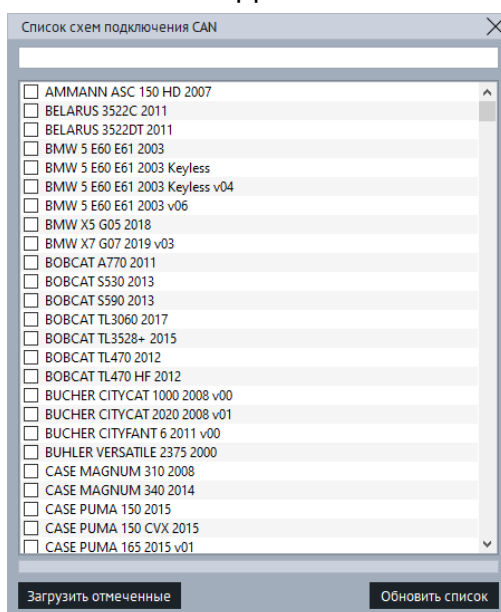 Список схем подключения CAN
AMMANN ASC 150 HD 2007
BELARUS 3522C 2011
BELARUS 3522DT 2011
BMW 5 E60 E61 2003
BMW 5 E60 E61 2003 Keyless
BMW 5 E60 E61 2003 Keyless v04
BMW 5 E60 E61 2003 v06
BMW X5 G05 2018
BMW X7 G07 2019 v03
BOBCAT A770 2011
BOBCAT S530 2013
BOBCAT S590 2013
BOBCAT TL3060 2017
BOBCAT TL3528+ 2015
BOBCAT TL470 2012
BOBCAT TL470 HF 2012
BUCHER CITYCAT 1000 2008 v00
BUCHER CITYCAT 2020 2008 v01
BUCHER CITYFANT 6 2011 v00
BUHLER VERSATILE 2375 2000
CASE MAGNUM 310 2008
CASE MAGNUM 340 2014
CASE PUMA 150 2015
CASE PUMA 150 CVX 2015
CASE PUMA 165 2015 v01
Загрузить отмеченные Обновить список